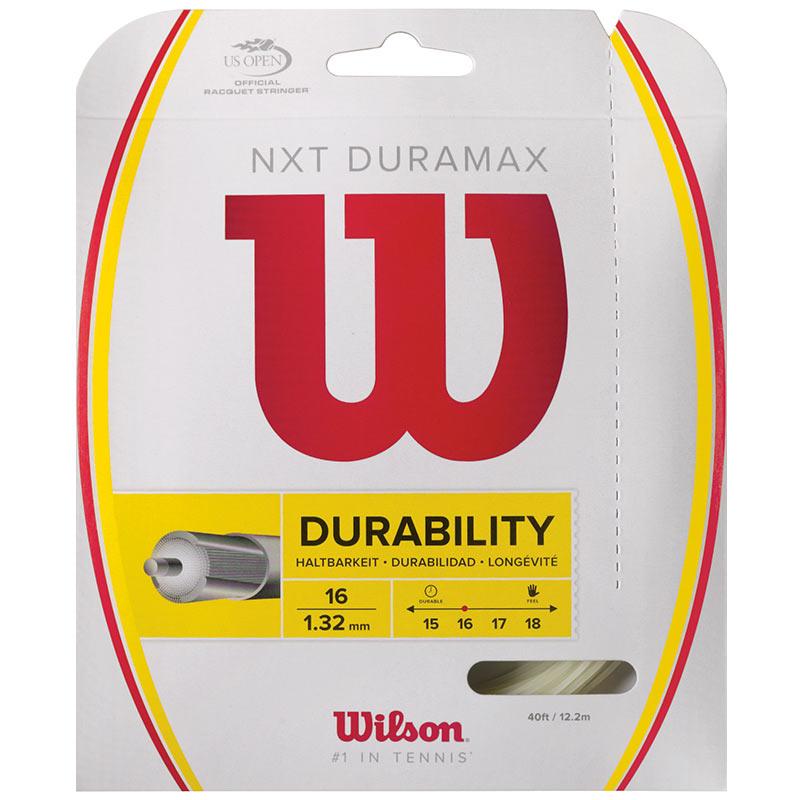 US OPEN
OFFICIAL
RACQUET STRINGER™
NXT DURAMAX
W
DURABILITY
HALTBARKEIT • DURABILIDAD • LONGÉVITÉ
16
1.32 mm
DURABLE
FEEL
15 16 17 18
40ft / 12.2m
Wilson®
#1 IN TENNIS*